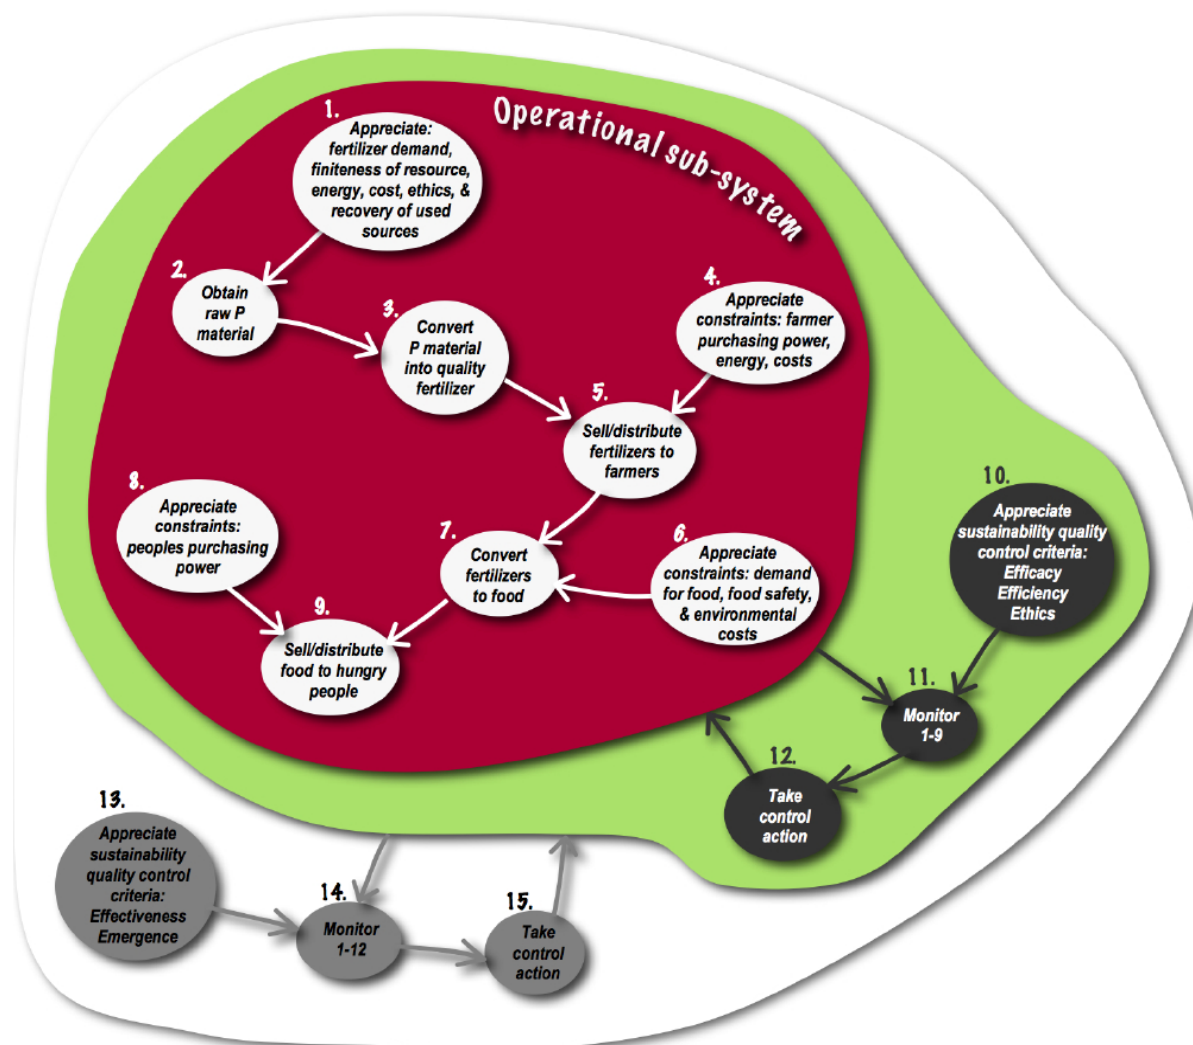 Operational sub-system
1.
Appreciate:
fertilizer demand,
finiteness of resource,
energy, cost, ethics, &
recovery of used
sources
2.
Obtain
raw P
material
3.
Convert
P material
into quality
fertilizer
4.
Appreciate
constraints: farmer
purchasing power,
energy, costs
5.
Sell/distribute
fertilizers to
farmers
6.
Appreciate
constraints: demand
for food, food safety,
& environmental
costs
7.
Convert
fertilizers
to food
8.
Appreciate
constraints:
peoples purchasing
power
9.
Sell/distribute
food to hungry
people
10.
Appreciate
sustainability quality
control criteria:
Efficacy
Efficiency
Ethics
11.
Monitor
1-9
12.
Take
control
action
13.
Appreciate
sustainability
quality control
criteria:
Effectiveness
Emergence
14.
Monitor
1-12
15.
Take
control
action